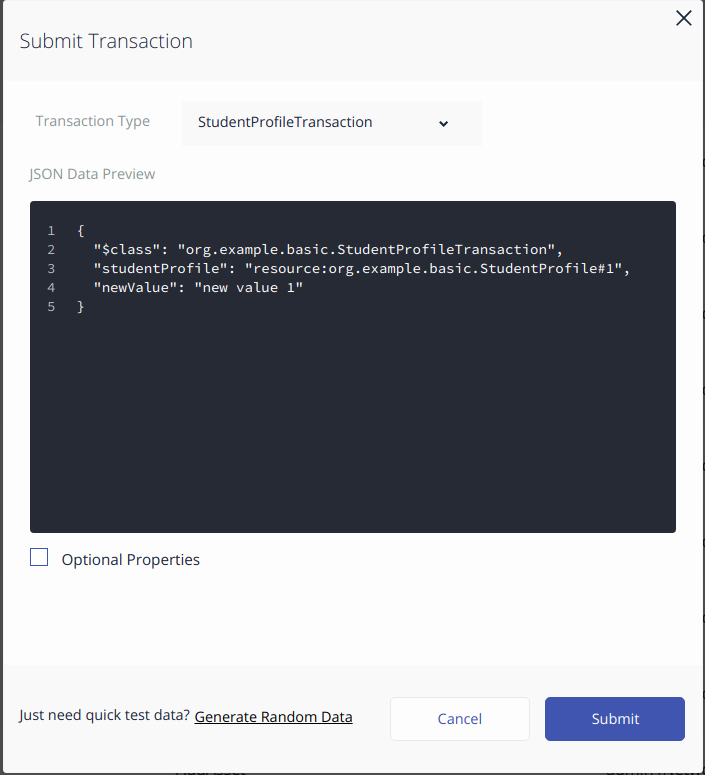 Submit Transaction
Transaction Type
StudentProfileTransaction
JSON Data Preview
1 {
2 "$class": "org.example.basic.StudentProfileTransaction",
3 "studentProfile": "resource:org.example.basic.StudentProfile#1",
4 "newValue": "new value 1"
5 }
Optional Properties
Just need quick test data? Generate Random Data
Cancel
Submit